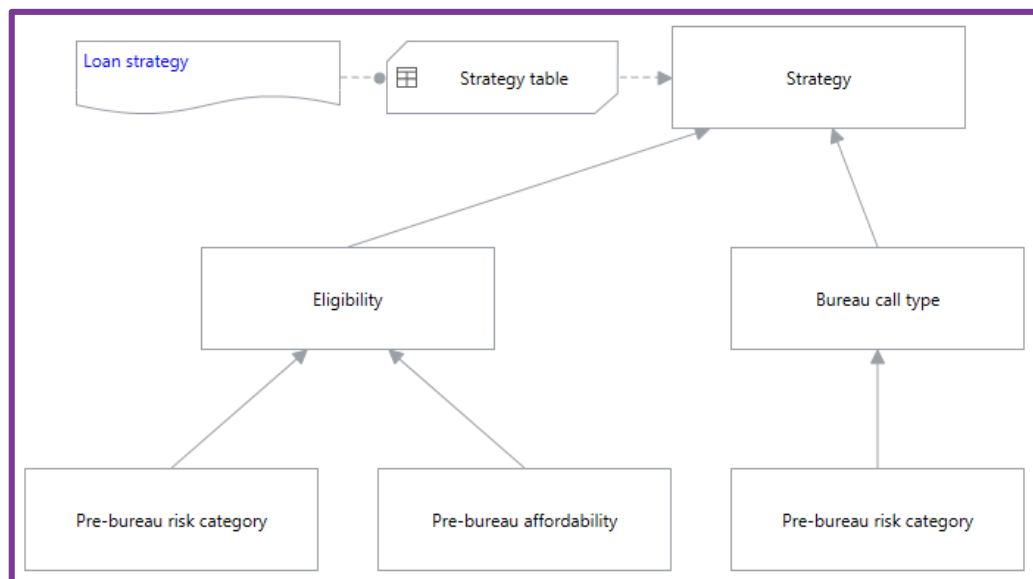 Loan strategy
Strategy table
Strategy
Eligibility
Bureau call type
Pre-bureau risk category
Pre-bureau affordability
Pre-bureau risk category